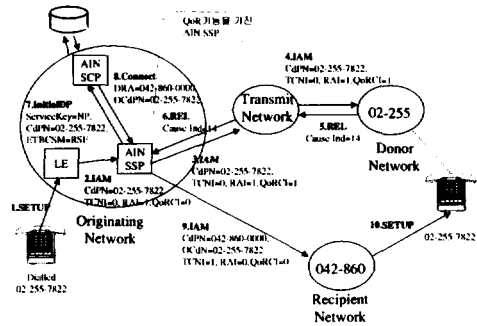 QoR기능을 가진
AIN SSP
AIN
SCP
8.Connect
DRA=042-860-0000,
OCdPN=02-255-7822,
7.InitialDP
ServiceKey=NP,
CdPN=02-255-7822,
ETBCSM=RSF
6.REL
Cause Ind=14
4.IAM
CdPN=02-255-7822,
TCNI=0, RAI=1,QoRCI=1
Transmit
Network
02-255
5.REL
Cause Ind=14
Donor
Network
LE
AIN
SSP
3.IAM
CdPN=02-255-7822,
TCNI=0, RAI=1,QoRCI=1
2.IAM
CdPN=02-255-7822,
TCNI=0, RAI=1,QoRCI=0
1.SETUP
Originating
Network
Dialled
02-255-7822
9.IAM
CdPN=042-860-0000,
OCdN=02-255-7822
TCNI=1, RAI=0,QoRCI=0
10.SETUP
02-255-7822
042-860
Recipient
Network